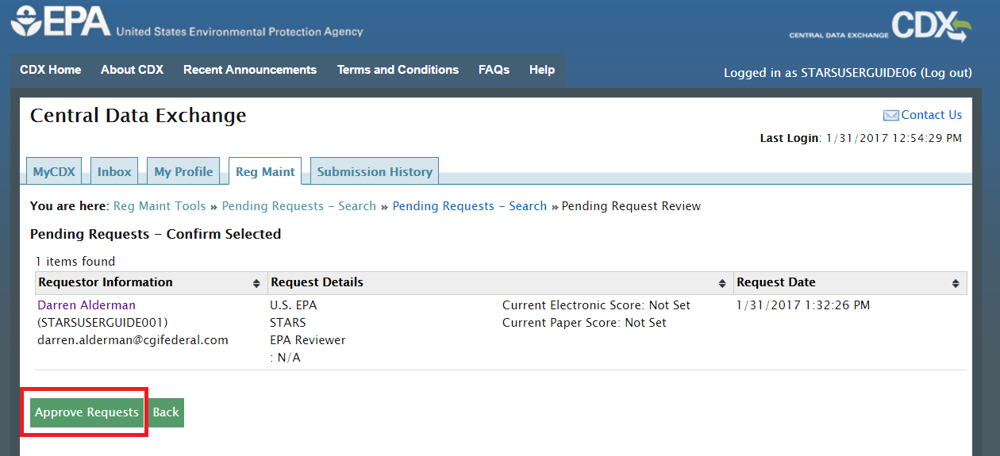 EPA United States Environmental Protection Agency
CENTRAL DATA EXCHANGE CDX
CDX Home About CDX Recent Announcements Terms and Conditions FAQs Help
Logged in as STARSUSERGUIDE06 (Log out)
Central Data Exchange
Contact Us
Last Login: 1/31/2017 12:54:29 PM
MyCDX Inbox My Profile Reg Maint Submission History
You are here: Reg Maint Tools » Pending Requests - Search » Pending Requests - Search » Pending Request Review
Pending Requests - Confirm Selected
1 items found
Requestor Information Request Details Request Date
Darren Alderman U.S. EPA Current Electronic Score: Not Set 1/31/2017 1:32:26 PM
(STARSUSERGUIDE001) STARS Current Paper Score: Not Set
darren.alderman@cgifederal.com EPA Reviewer
: N/A
Approve Requests Back